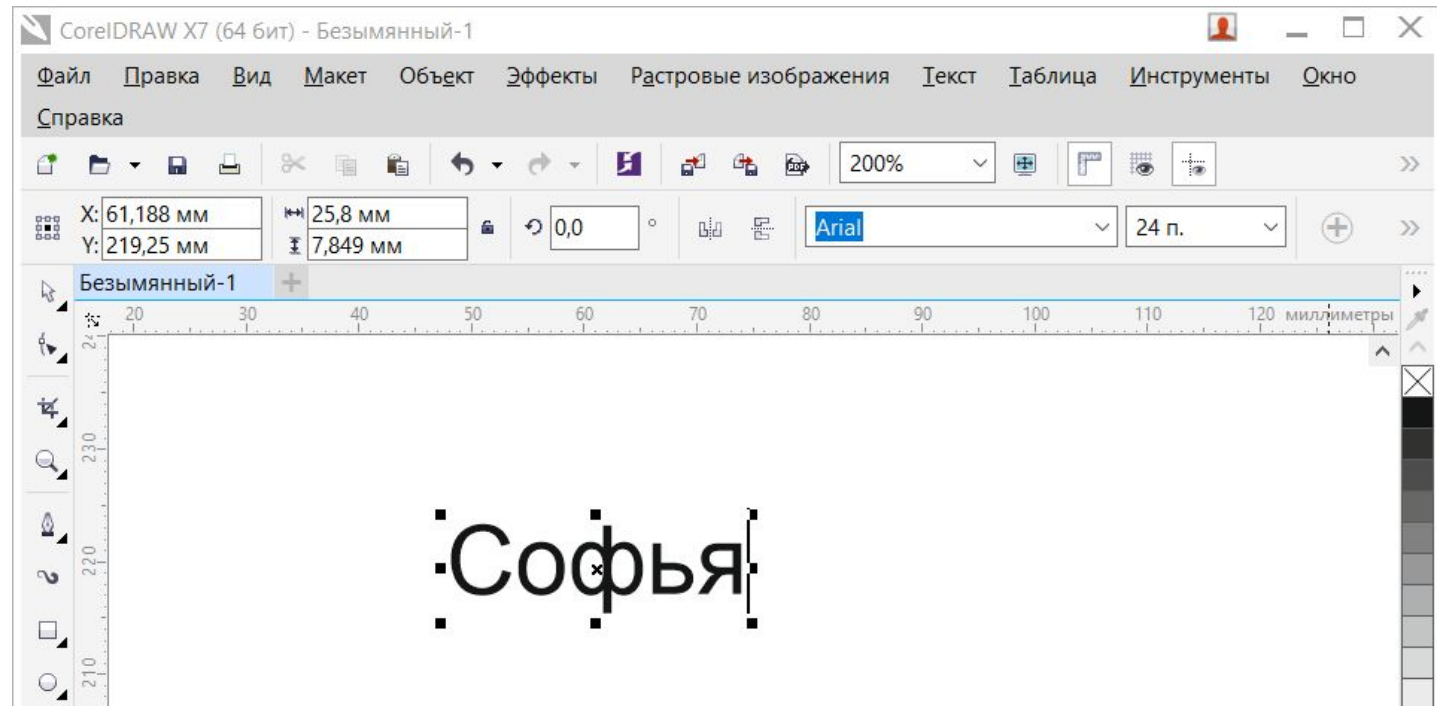 CorelDRAW X7 (64 бит) - Безымянный-1
Файл Правка Вид Макет Объект Эффекты Растровые изображения Текст Таблица Инструменты Окно
Справка
PDF 200%
X: 61,188 мм 25,8 мм 0,0 ° Arial 24 п.
Y: 219,25 мм 7,849 мм
Безымянный-1
20 30 40 50 60 70 80 90 100 110 120 миллиметры
230
220
210
Софья